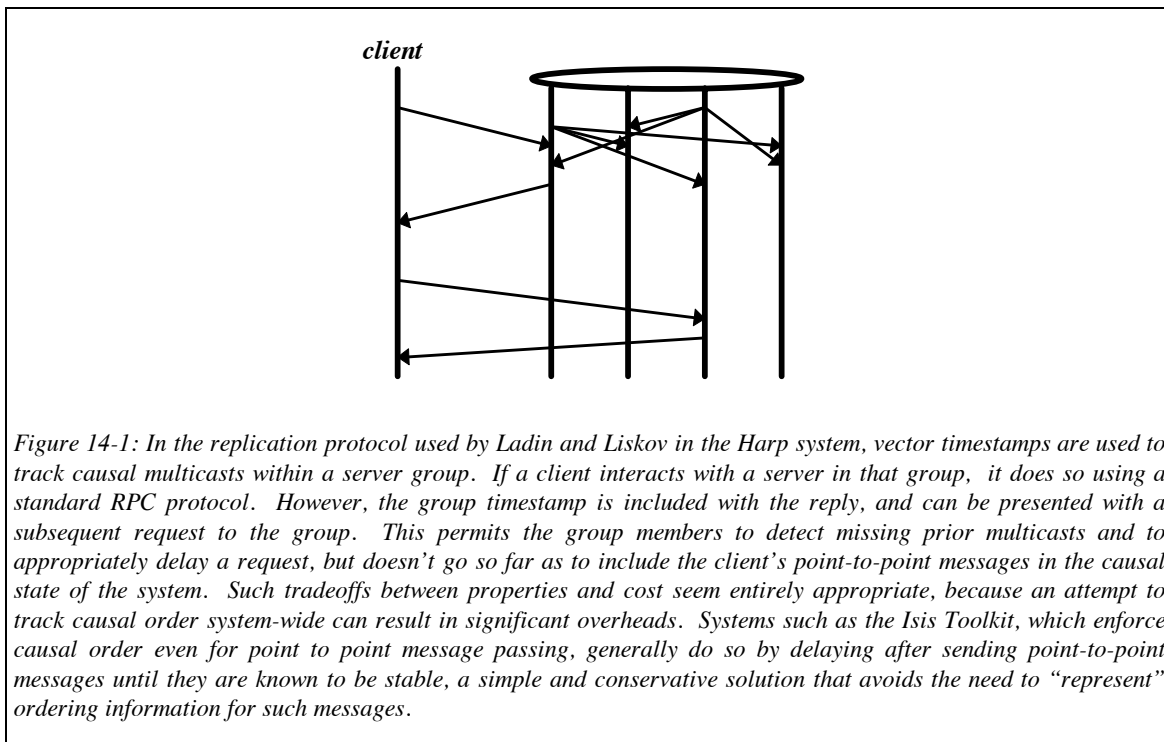 client
Figure 14-1: In the replication protocol used by Ladin and Liskov in the Harp system, vector timestamps are used to
track causal multicasts within a server group.  If a client interacts with a server in that group,  it does so using a
standard RPC protocol.  However, the group timestamp is included with the reply, and can be presented with a
subsequent request to the group.  This permits the group members to detect missing prior multicasts and to
appropriately delay a request, but doesn't go so far as to include the client's point-to-point messages in the causal
state of the system.  Such tradeoffs between properties and cost seem entirely appropriate, because an attempt to
track causal order system-wide can result in significant overheads.  Systems such as the Isis Toolkit, which enforce
causal order even for point to point message passing, generally do so by delaying after sending point-to-point
messages until they are known to be stable, a simple and conservative solution that avoids the need to “represent”
ordering information for such messages.